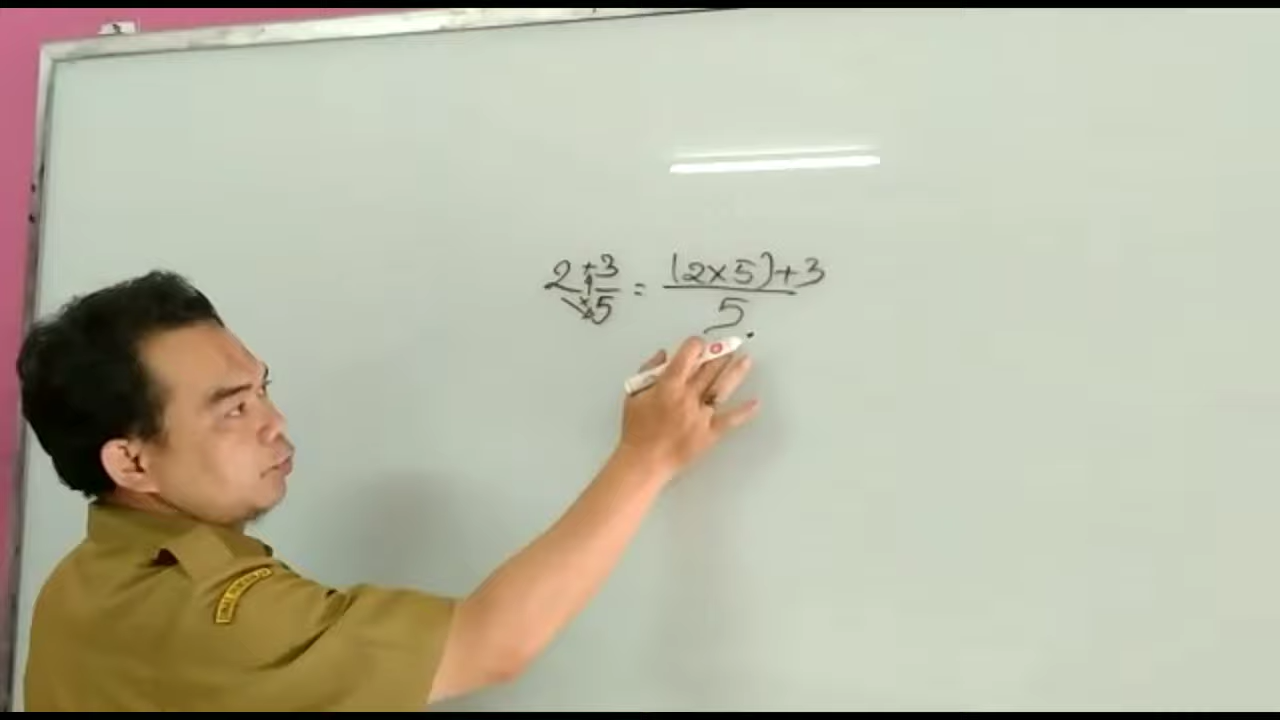 2 + 3/5 = (2×5)+3/5
×